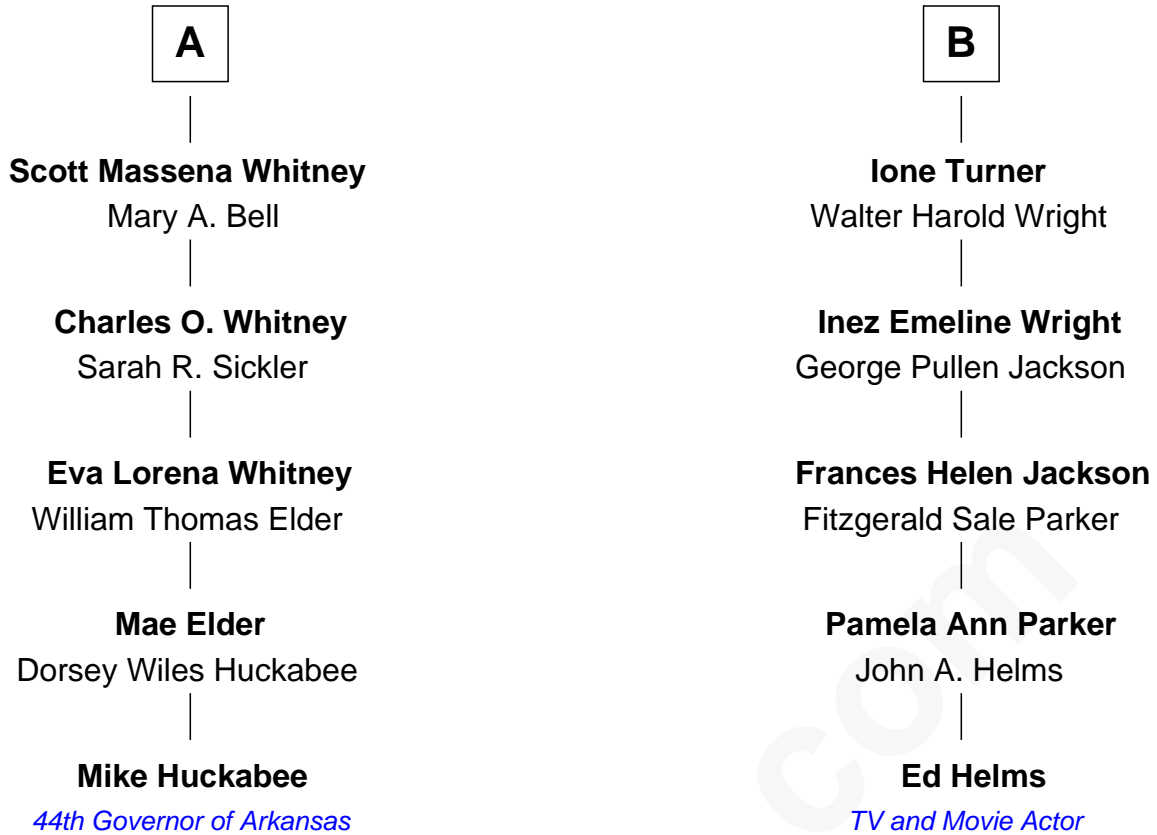 A
Scott Massena Whitney
Mary A. Bell
Charles O. Whitney
Sarah R. Sickler
Eva Lorena Whitney
William Thomas Elder
Mae Elder
Dorsey Wiles Huckabee
Mike Huckabee
44th Governor of Arkansas
B
Ione Turner
Walter Harold Wright
Inez Emeline Wright
George Pullen Jackson
Frances Helen Jackson
Fitzgerald Sale Parker
Pamela Ann Parker
John A. Helms
Ed Helms
TV and Movie Actor
com